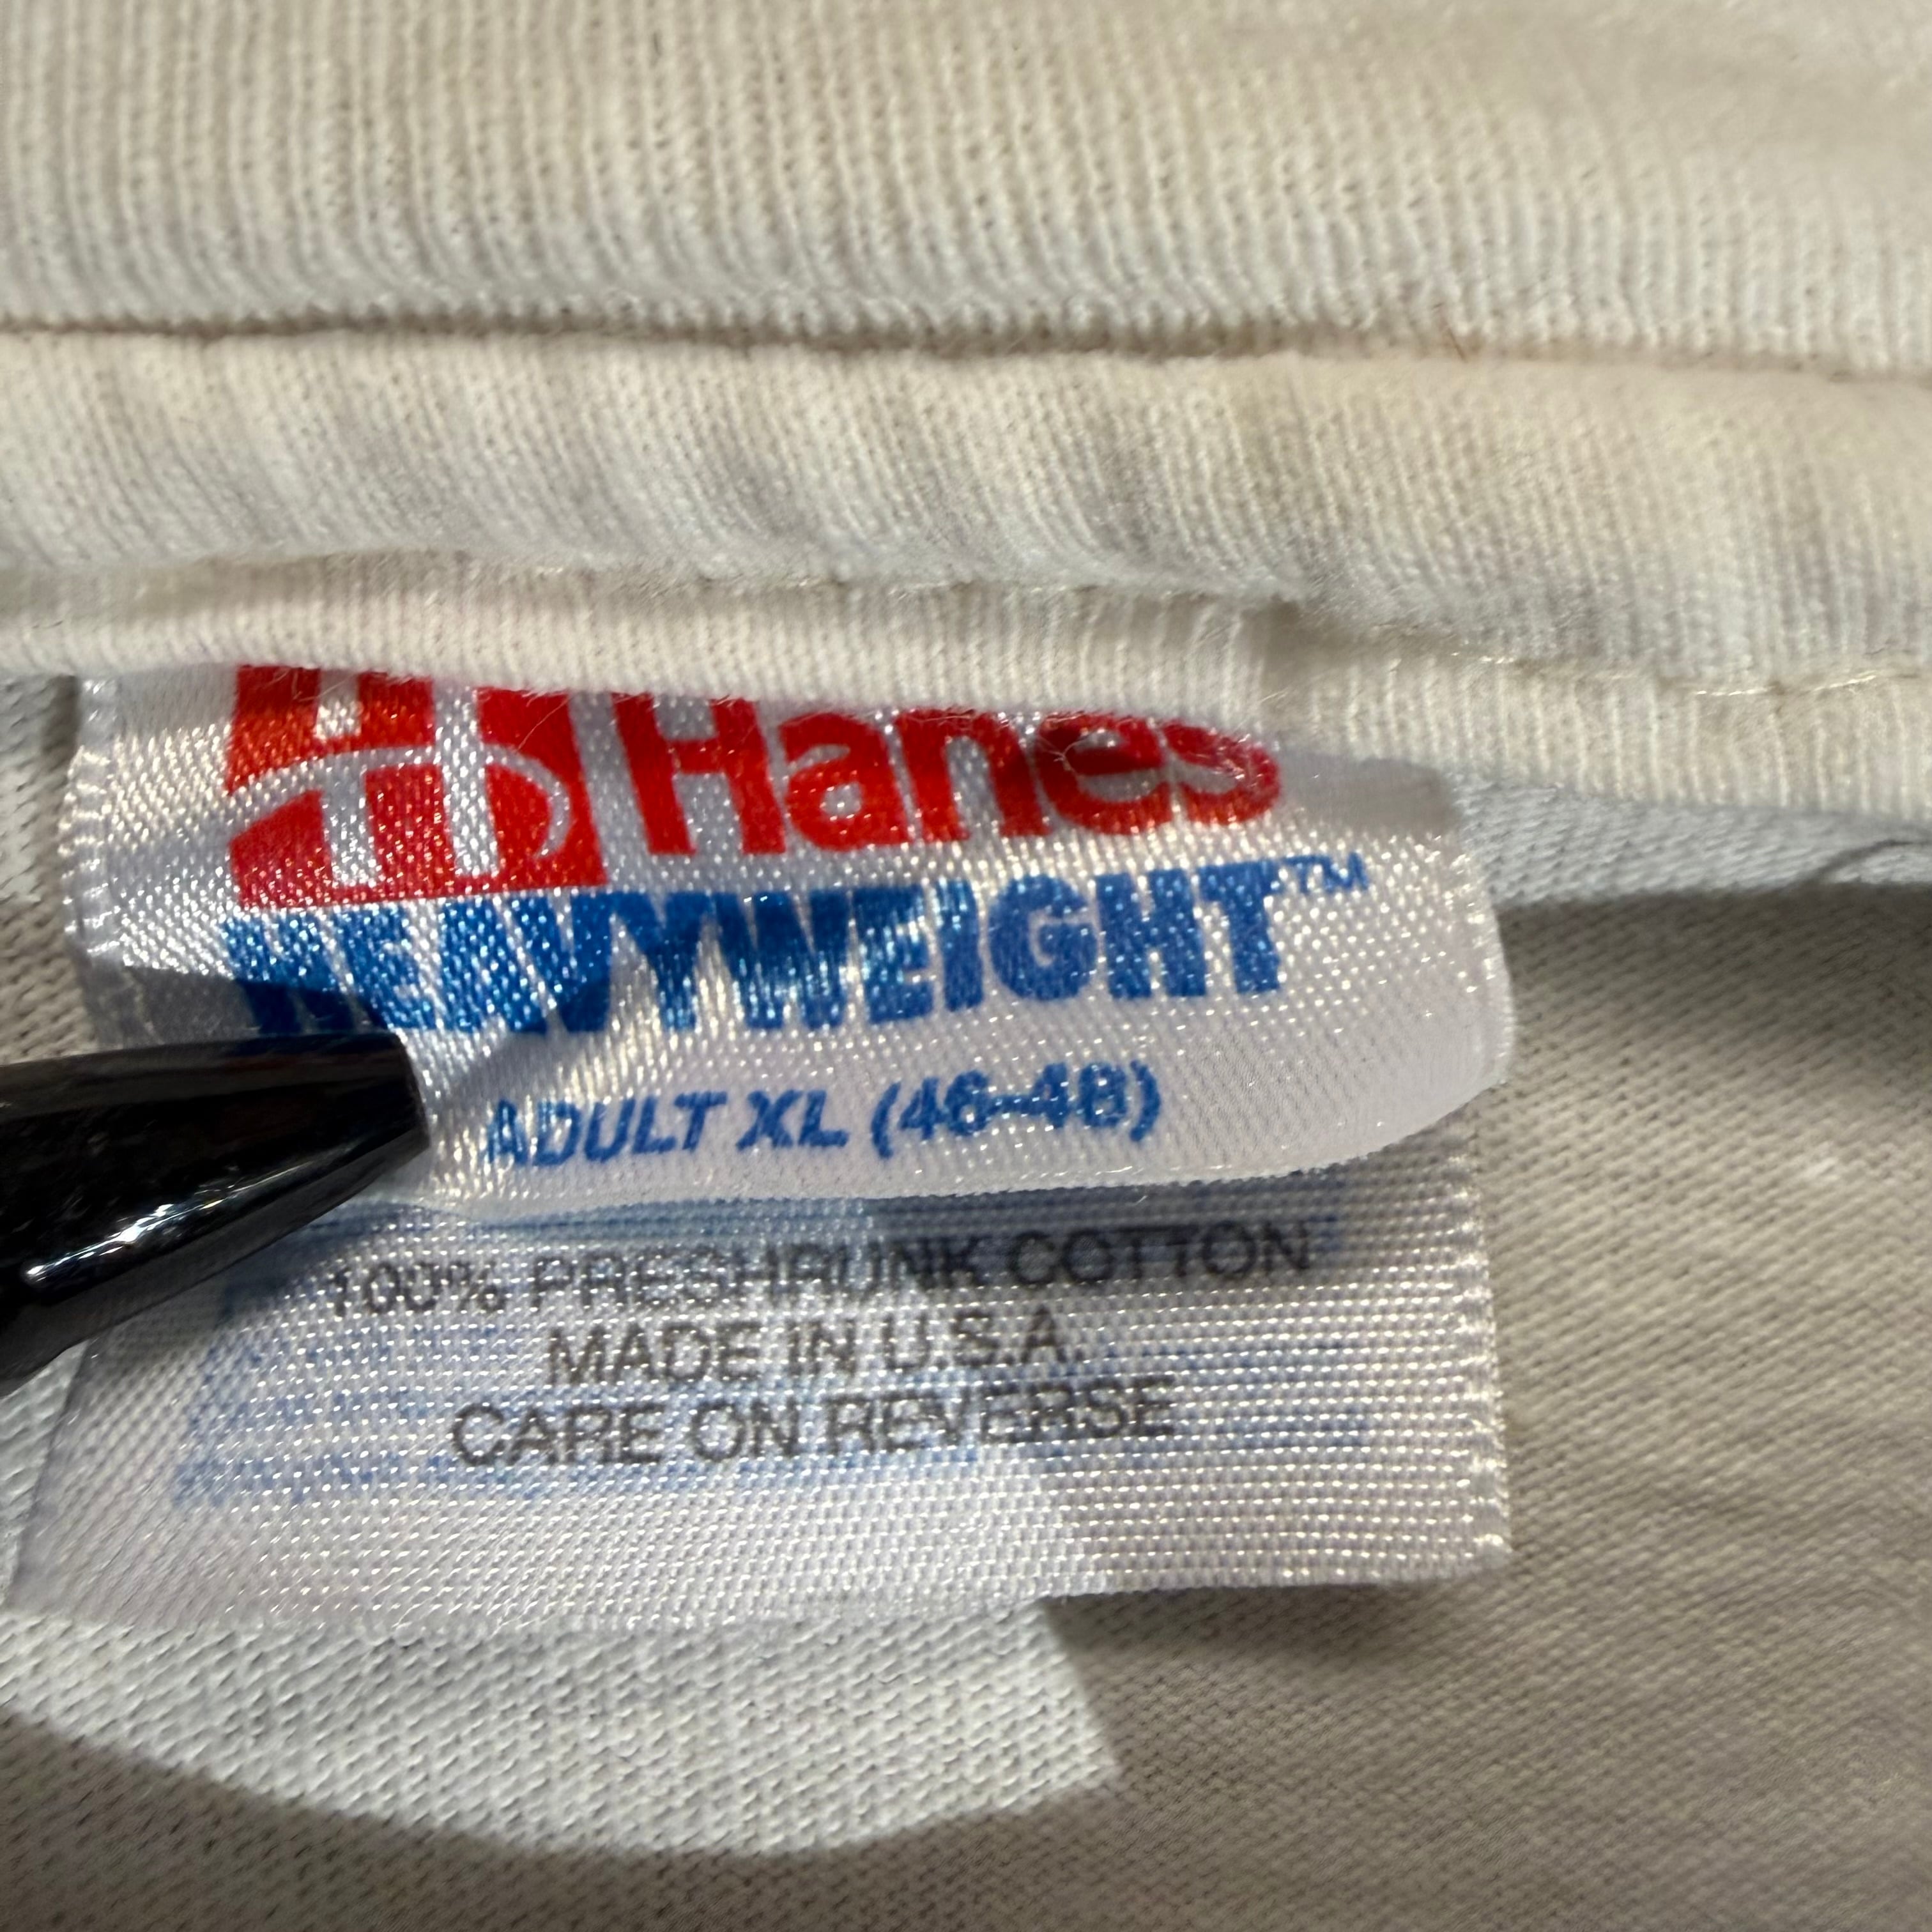 H Hanes
HEAVYWEIGHT™
ADULT XL (46-48)
100% PRESHRUNK COTTON
MADE IN U.S.A.
CARE ON REVERSE